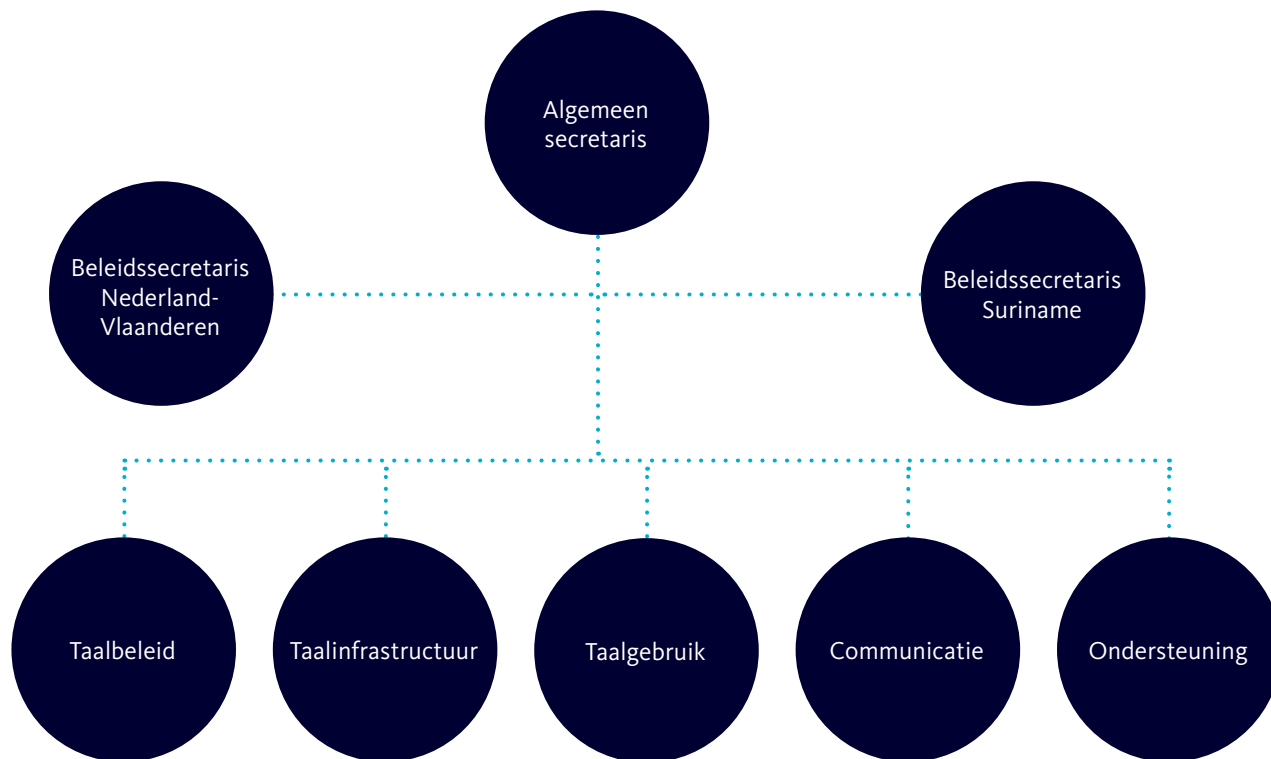 Algemeen
secretaris
Beleidssecretaris
Nederland-
Vlaanderen
Beleidssecretaris
Suriname
Taalbeleid
Taalinfrastructuur
Taalgebruik
Communicatie
Ondersteuning